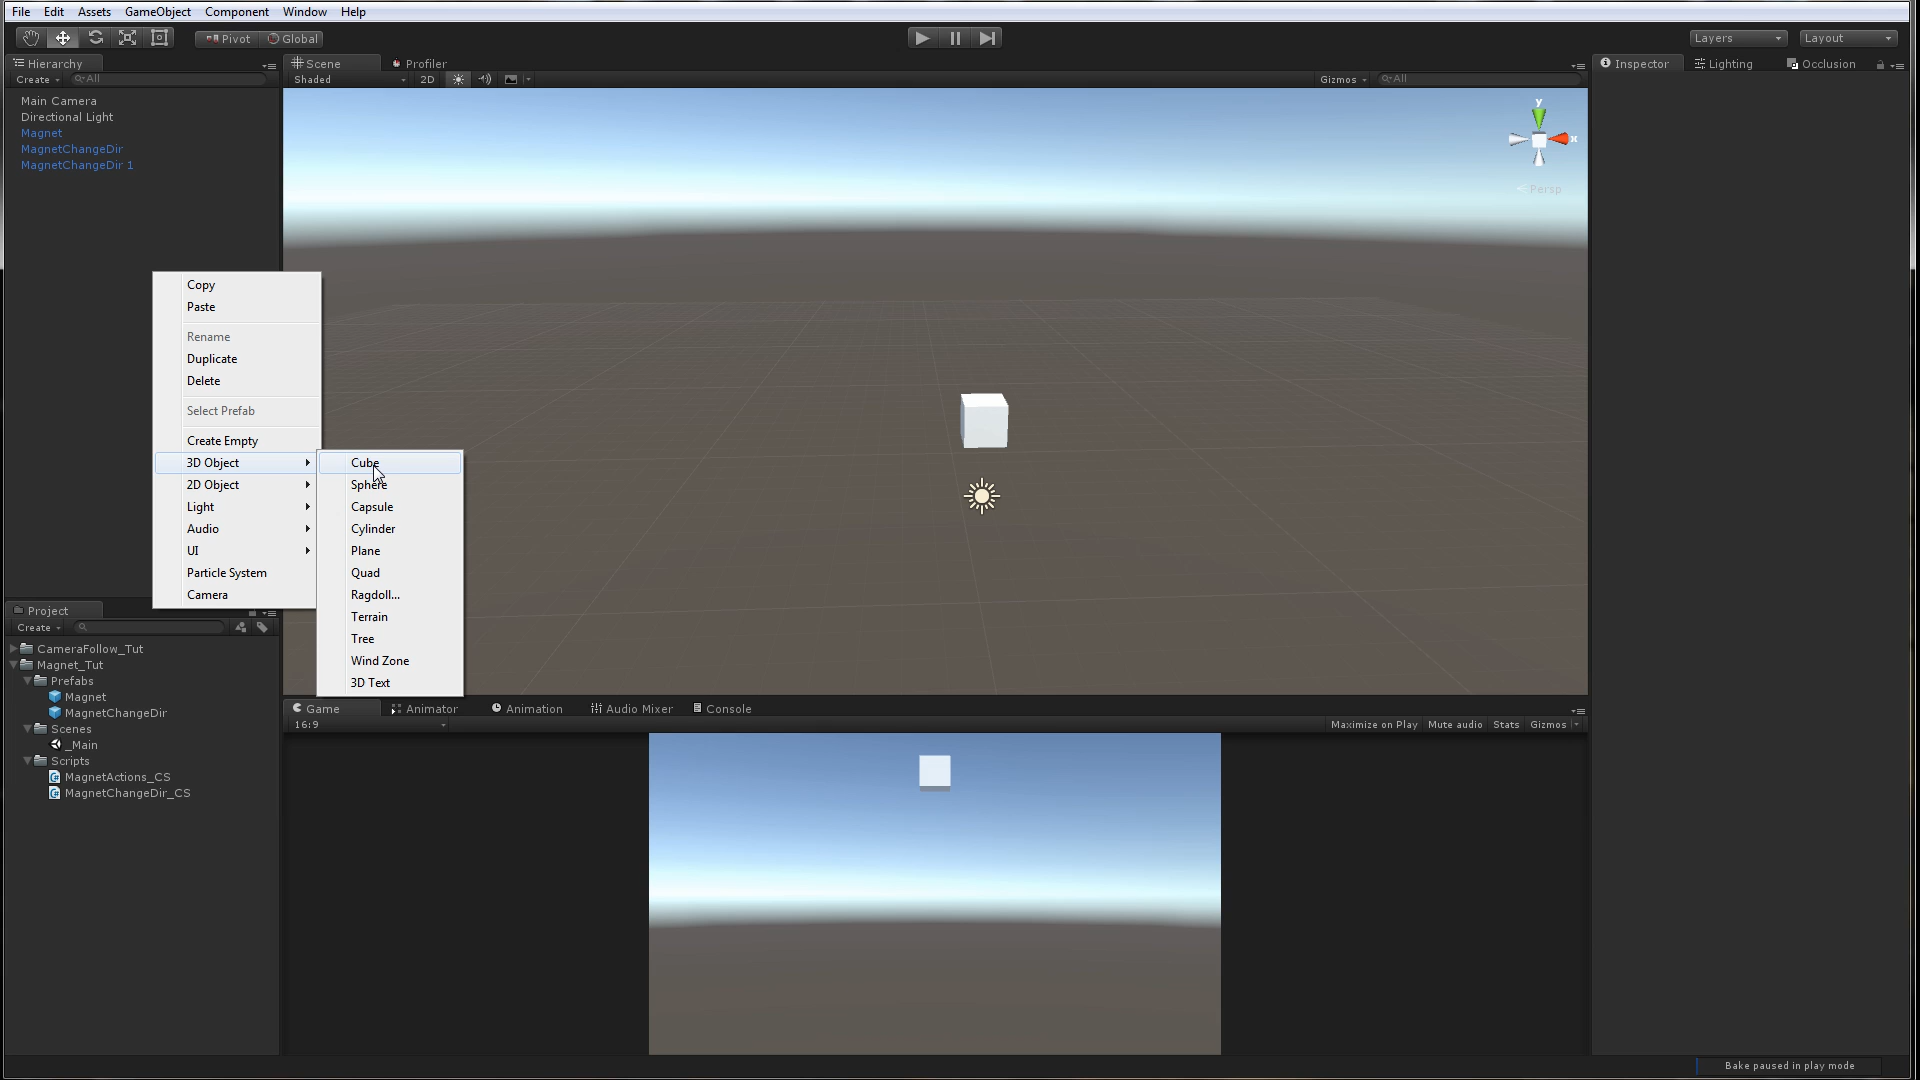 File Edit Assets GameObject Component Window Help
Pivot Global Layers Layout
Hierarchy
Create All
Main Camera
Directional Light
Magnet
MagnetChangeDir
MagnetChangeDir 1
Scene Profiler
Shaded 2D Gizmos All
y
x
Persp
Inspector Lighting Occlusion
Copy
Paste
Rename
Duplicate
Delete
Select Prefab
Create Empty
3D Object
2D Object
Light
Audio
UI
Particle System
Camera
Cube
Sphere
Capsule
Cylinder
Plane
Quad
Ragdoll...
Terrain
Tree
Wind Zone
3D Text
Project
Create
CameraFollow_Tut
Magnet_Tut
Prefabs
Magnet
MagnetChangeDir
Scenes
_Main
Scripts
MagnetActions_CS
MagnetChangeDir_CS
Game Animator Animation Audio Mixer Console
16:9 Maximize on Play Mute audio Stats Gizmos
Bake paused in play mode